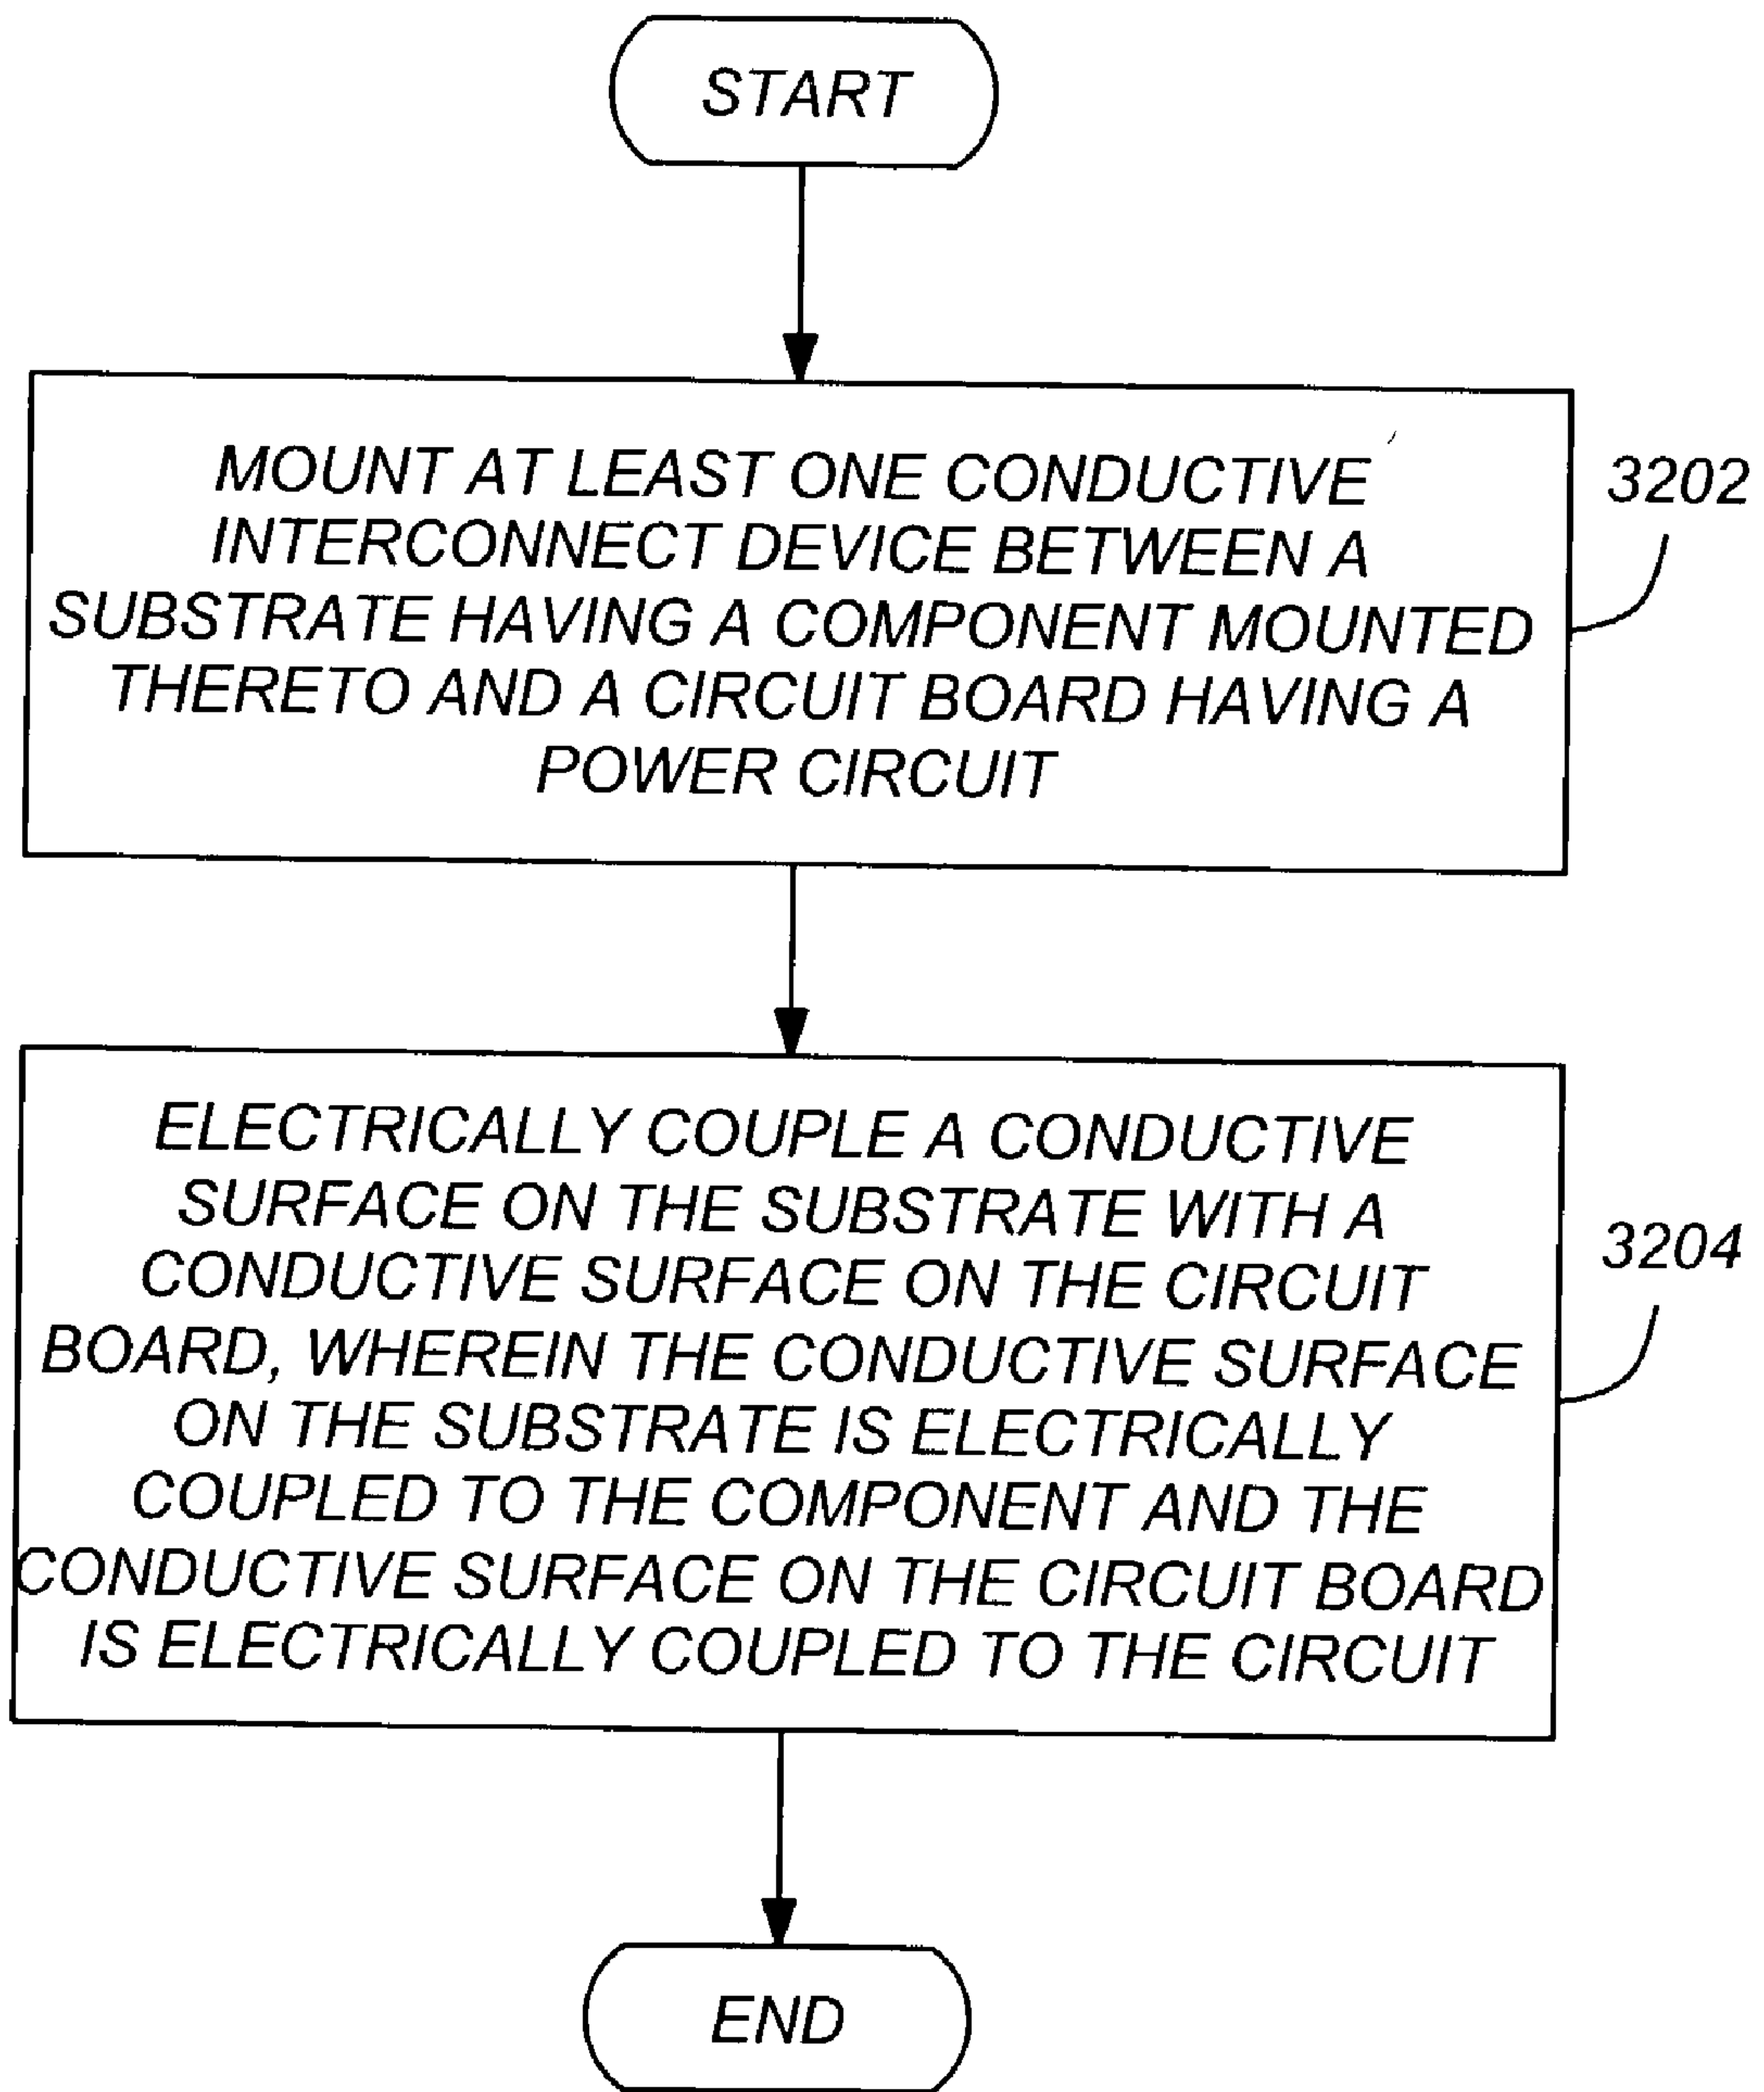 START
MOUNT AT LEAST ONE CONDUCTIVE
INTERCONNECT DEVICE BETWEEN A
SUBSTRATE HAVING A COMPONENT MOUNTED
THERETO AND A CIRCUIT BOARD HAVING A
POWER CIRCUIT
3202
ELECTRICALLY COUPLE A CONDUCTIVE
SURFACE ON THE SUBSTRATE WITH A
CONDUCTIVE SURFACE ON THE CIRCUIT
BOARD, WHEREIN THE CONDUCTIVE SURFACE
ON THE SUBSTRATE IS ELECTRICALLY
COUPLED TO THE COMPONENT AND THE
CONDUCTIVE SURFACE ON THE CIRCUIT BOARD
IS ELECTRICALLY COUPLED TO THE CIRCUIT
3204
END